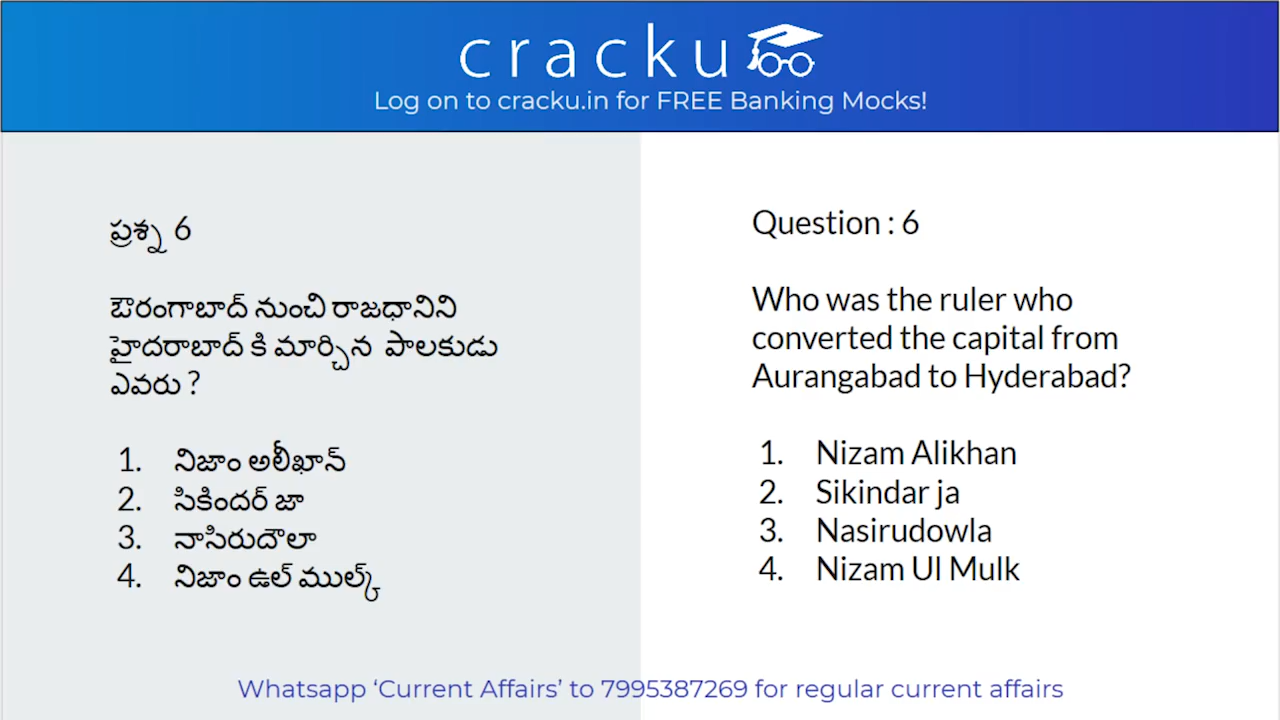 cracku
Log on to cracku.in for FREE Banking Mocks!
ప్రశ్న 6
ఔరంగాబాద్ నుంచి రాజధానిని
హైదరాబాద్ కి మార్చిన పాలకుడు
ఎవరు ?
1. నిజాం అలీఖాన్
2. సికిందర్ జా
3. నాసిరుదౌలా
4. నిజాం ఉల్ ముల్క్
Question : 6
Who was the ruler who
converted the capital from
Aurangabad to Hyderabad?
1. Nizam Alikhan
2. Sikindar ja
3. Nasirudowla
4. Nizam Ul Mulk
Whatsapp ‘Current Affairs’ to 7995387269 for regular current affairs